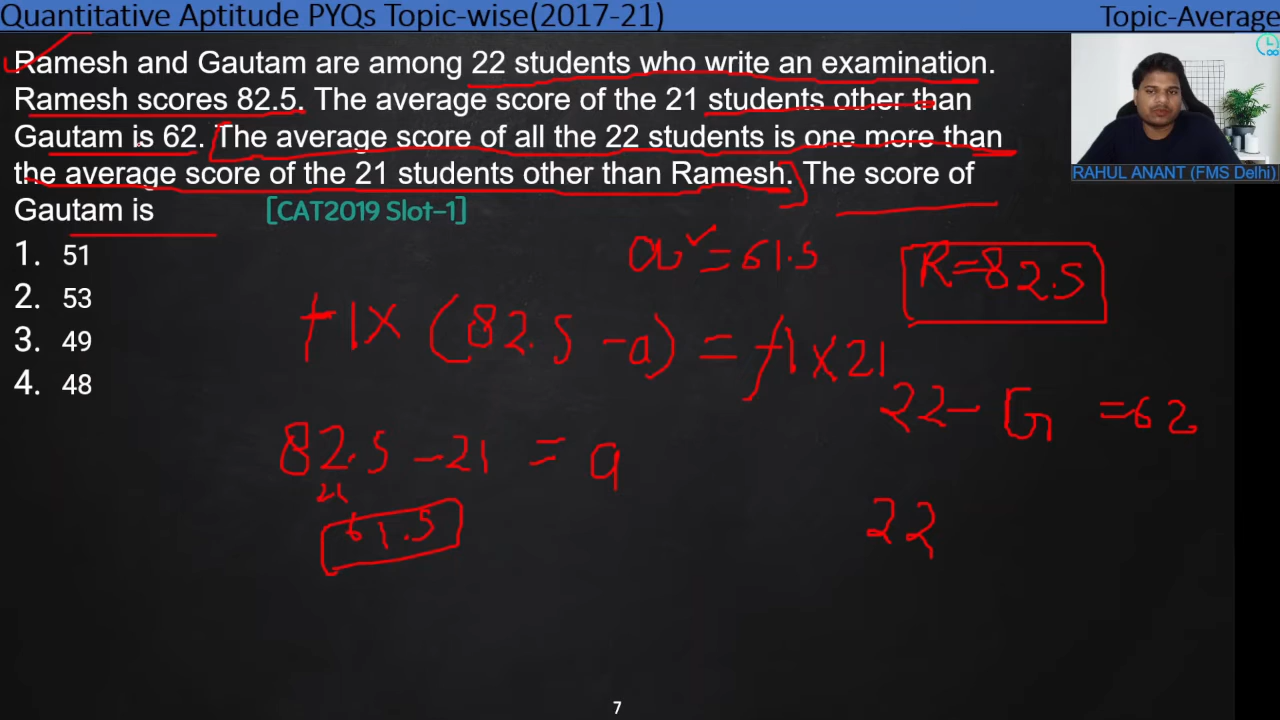 Quantitative Aptitude PYQs Topic-wise(2017-21)
Topic-Average
Ramesh and Gautam are among 22 students who write an examination.
Ramesh scores 82.5. The average score of the 21 students other than
Gautam is 62. The average score of all the 22 students is one more than
the average score of the 21 students other than Ramesh. The score of
Gautam is [CAT2019 Slot-1]
RAHUL ANANT (FMS Delhi)
1. 51
2. 53
3. 49
4. 48
a = 61.5
R=82.5
+1 x (82.5 - a) = +1 x 21
22 - G = 62
82.5 - 21 = a
21
61.5
22
7